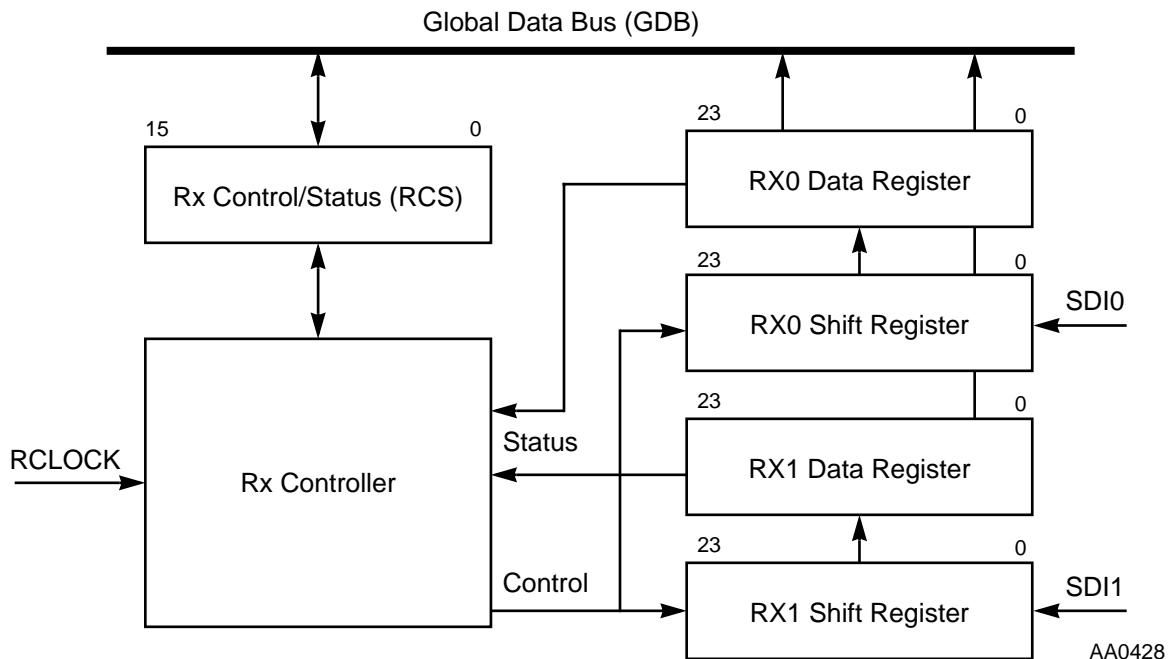 Global Data Bus (GDB)
15
0
Rx Control/Status (RCS)
23
0
RX0 Data Register
23
0
RX0 Shift Register
SDI0
RCLOCK
Rx Controller
Status
23
0
RX1 Data Register
Control
23
0
RX1 Shift Register
SDI1
AA0428